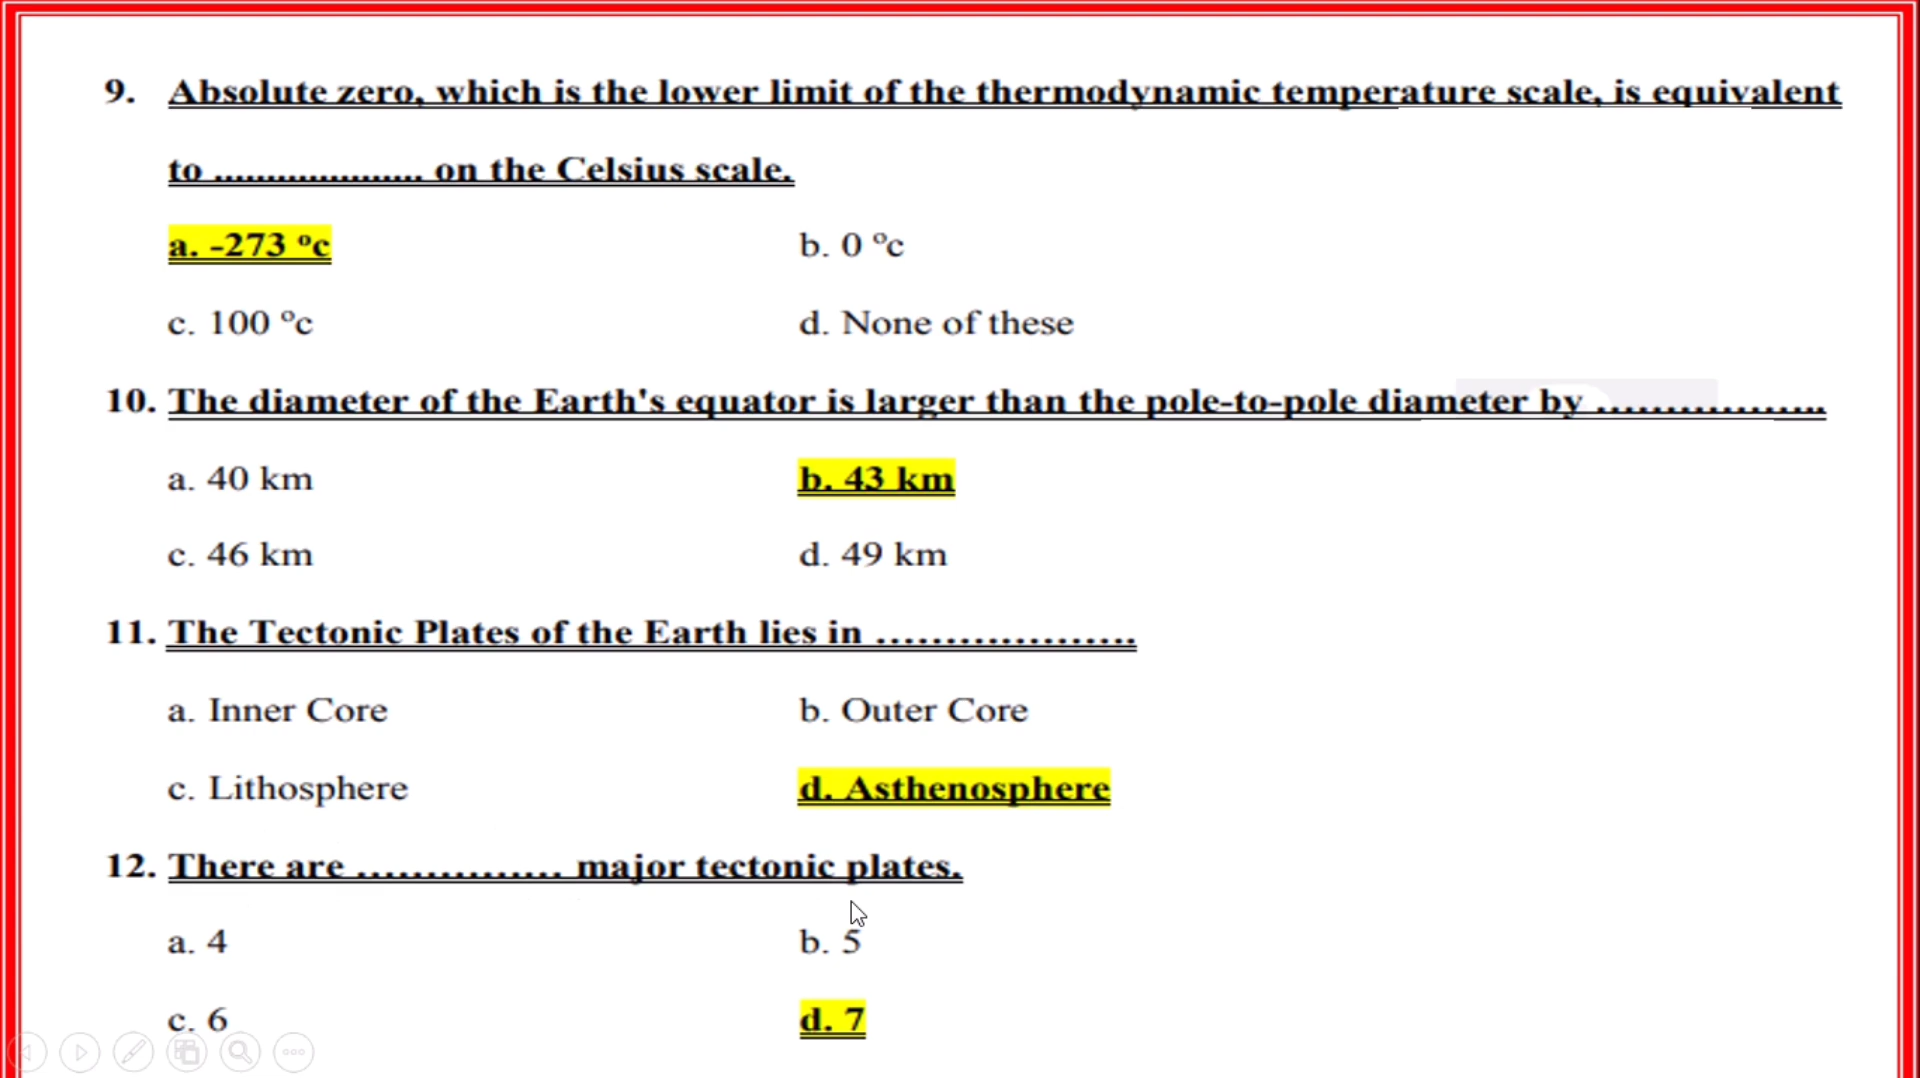 9. Absolute zero, which is the lower limit of the thermodynamic temperature scale, is equivalent
to .................... on the Celsius scale.
a. -273 ºc b. 0 ºc
c. 100 ºc d. None of these
10. The diameter of the Earth's equator is larger than the pole-to-pole diameter by ……………..
a. 40 km b. 43 km
c. 46 km d. 49 km
11. The Tectonic Plates of the Earth lies in ……………….
a. Inner Core b. Outer Core
c. Lithosphere d. Asthenosphere
12. There are …………… major tectonic plates.
a. 4 b. 5
c. 6 d. 7